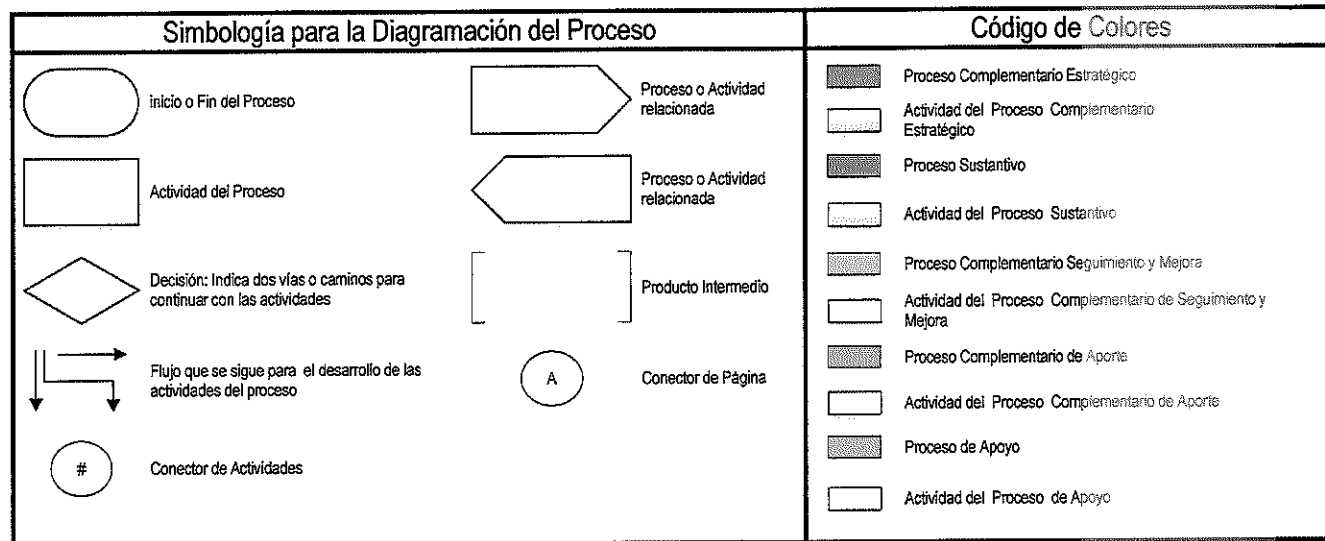 Simbología para la Diagramación del Proceso
inicio o Fin del Proceso
Proceso o Actividad
relacionada
Actividad del Proceso
Proceso o Actividad
relacionada
Decisión: Indica dos vías o caminos para
continuar con las actividades
Producto Intermedio
Flujo que se sigue para el desarrollo de las
actividades del proceso
A
Conector de Página
#
Conector de Actividades
Código de Colores
Proceso Complementario Estratégico
Actividad del Proceso Complementario
Estratégico
Proceso Sustantivo
Actividad del Proceso Sustantivo
Proceso Complementario Seguimiento y Mejora
Actividad del Proceso Complementario de Seguimiento y
Mejora
Proceso Complementario de Aporte
Actividad del Proceso Complementario de Aporte
Proceso de Apoyo
Actividad del Proceso de Apoyo